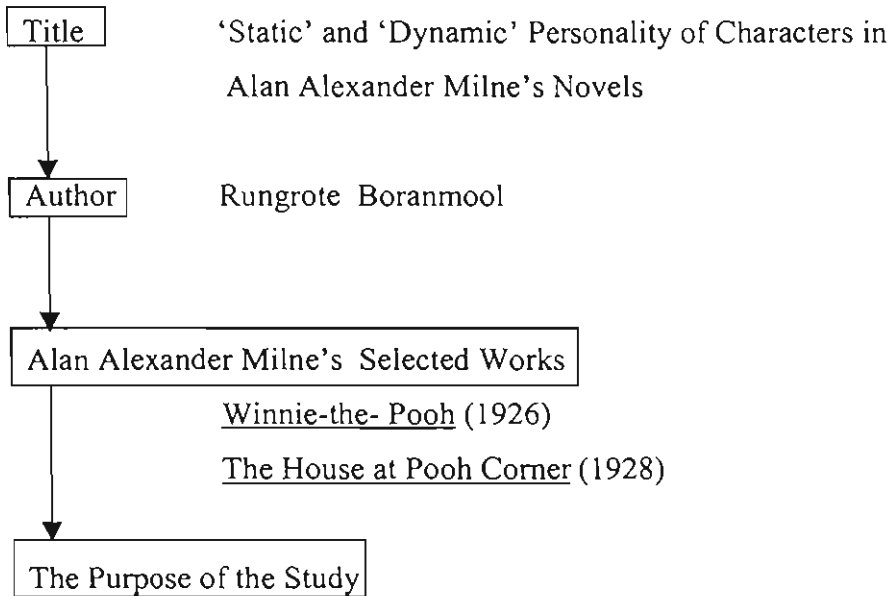 Title ‘Static’ and ‘Dynamic’ Personality of Characters in
Alan Alexander Milne’s Novels
Author Rungrote Boranmool
Alan Alexander Milne’s Selected Works
Winnie-the- Pooh (1926)
The House at Pooh Corner (1928)
The Purpose of the Study